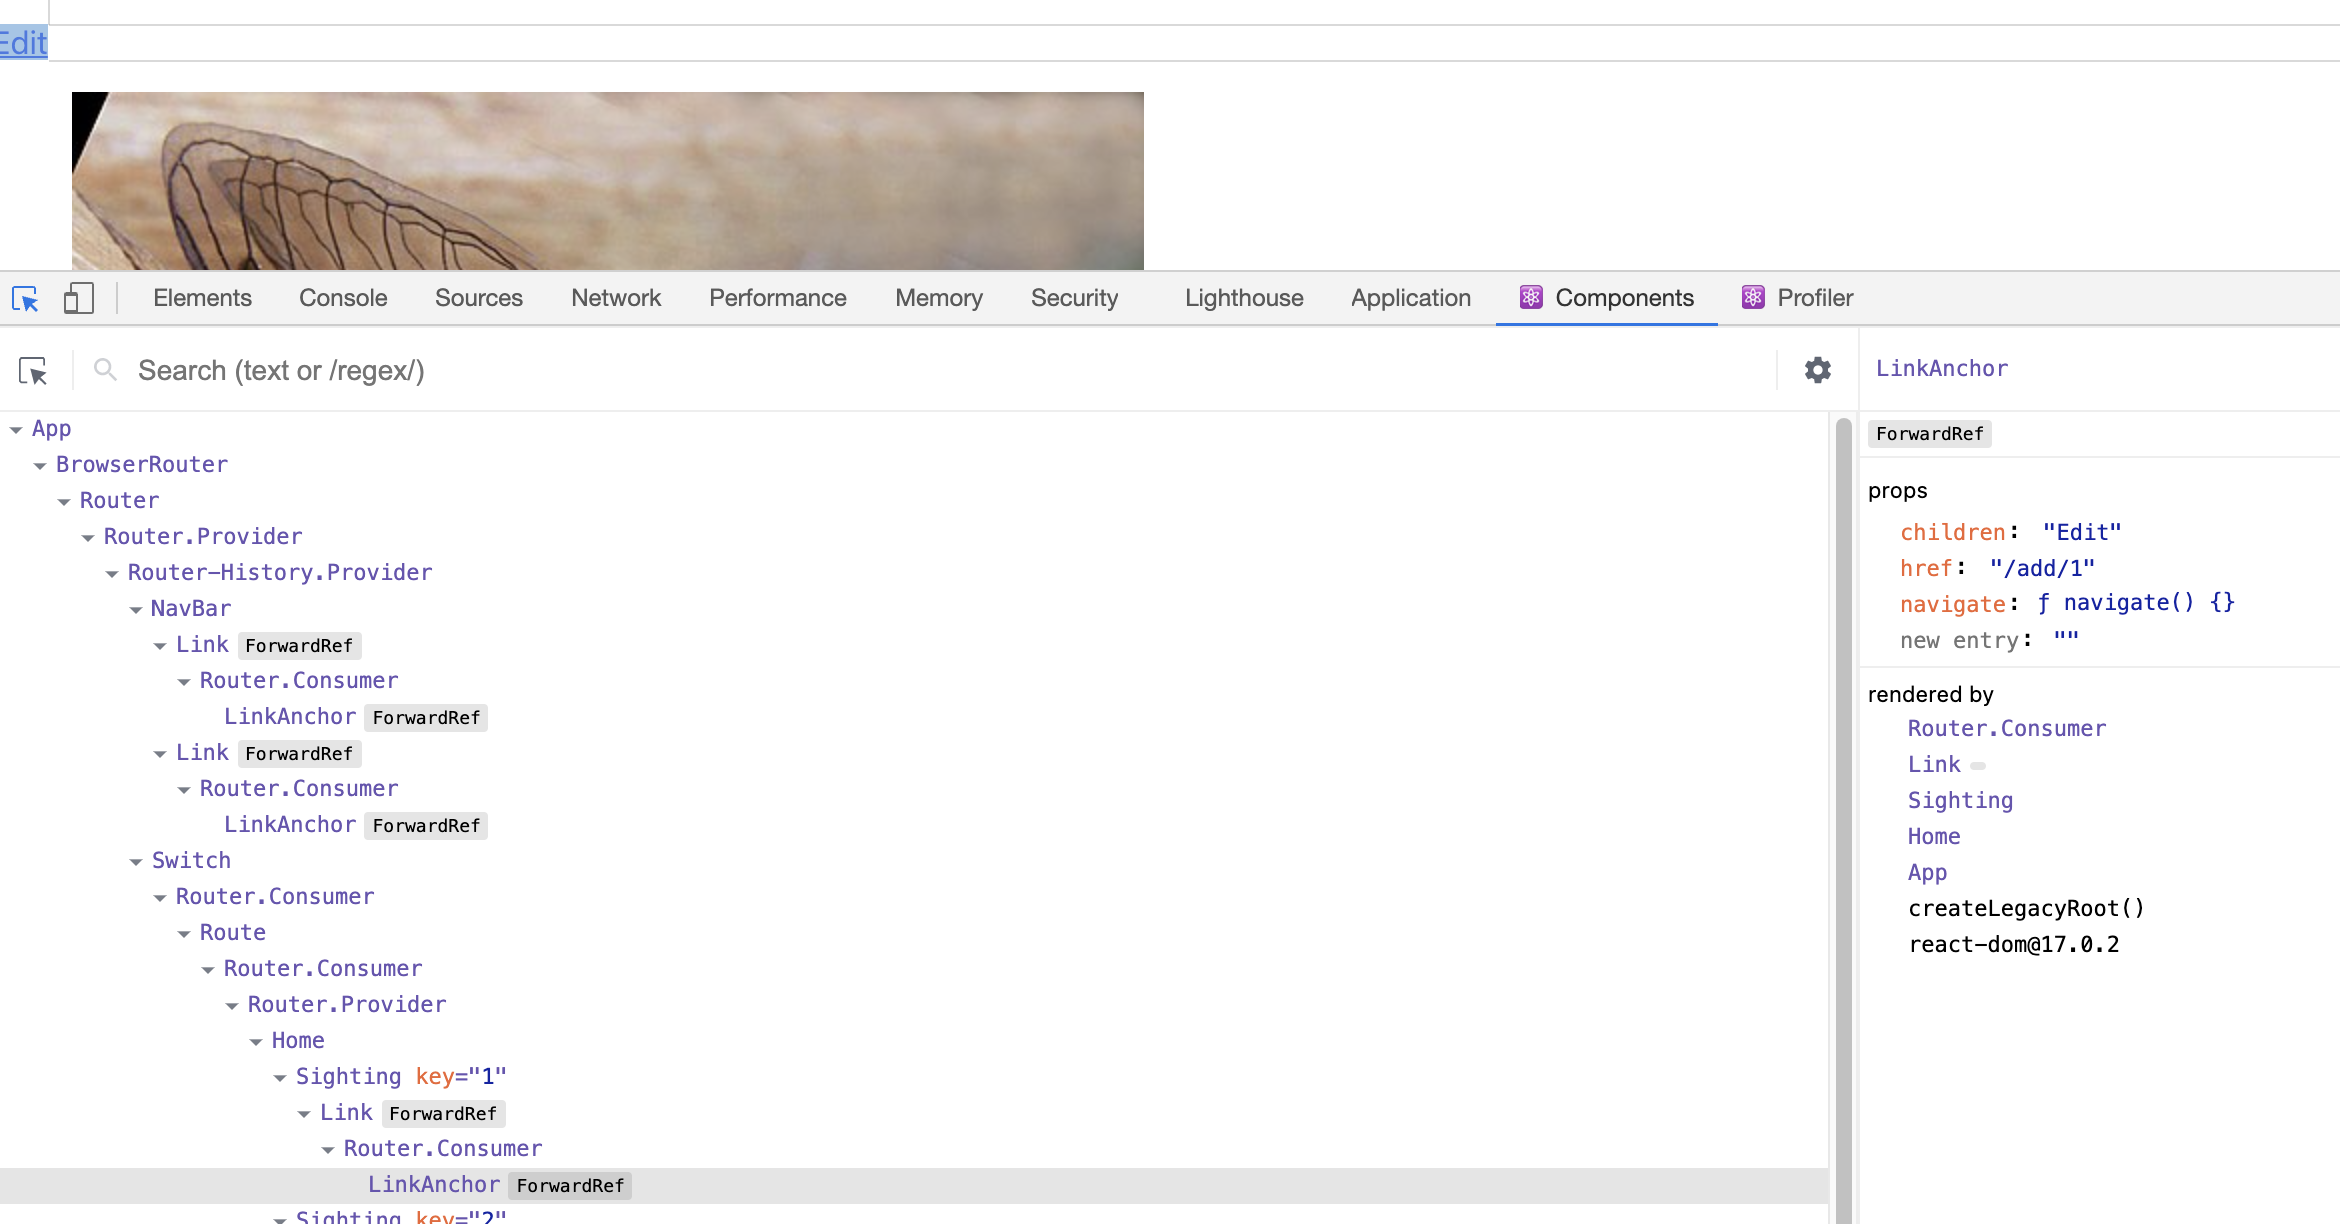 Edit
Elements Console Sources Network Performance Memory Security Lighthouse Application Components Profiler
Search (text or /regex/)
App
BrowserRouter
Router
Router.Provider
Router-History.Provider
NavBar
Link ForwardRef
Router.Consumer
LinkAnchor ForwardRef
Link ForwardRef
Router.Consumer
LinkAnchor ForwardRef
Switch
Router.Consumer
Route
Router.Consumer
Router.Provider
Home
Sighting key="1"
Link ForwardRef
Router.Consumer
LinkAnchor ForwardRef
Sighting key="2"
LinkAnchor
ForwardRef
props
children: "Edit"
href: "/add/1"
navigate: ƒ navigate() {}
new entry: ""
rendered by
Router.Consumer
Link
Sighting
Home
App
createLegacyRoot()
react-dom@17.0.2